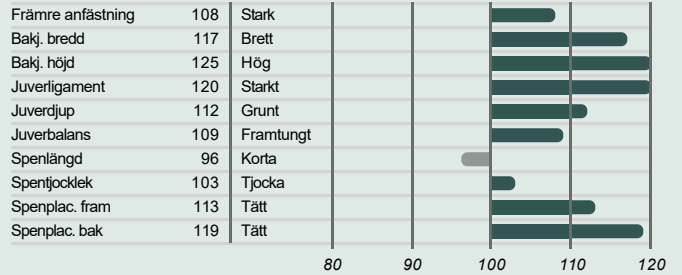 Främre anfästning 108 Stark
Bakj. bredd 117 Brett
Bakj. höjd 125 Hög
Juverligament 120 Starkt
Juverdjup 112 Grunt
Juverbalans 109 Framtungt
Spenlängd 96 Korta
Spentjocklek 103 Tjocka
Spenplac. fram 113 Tätt
Spenplac. bak 119 Tätt
80 90 100 110 120